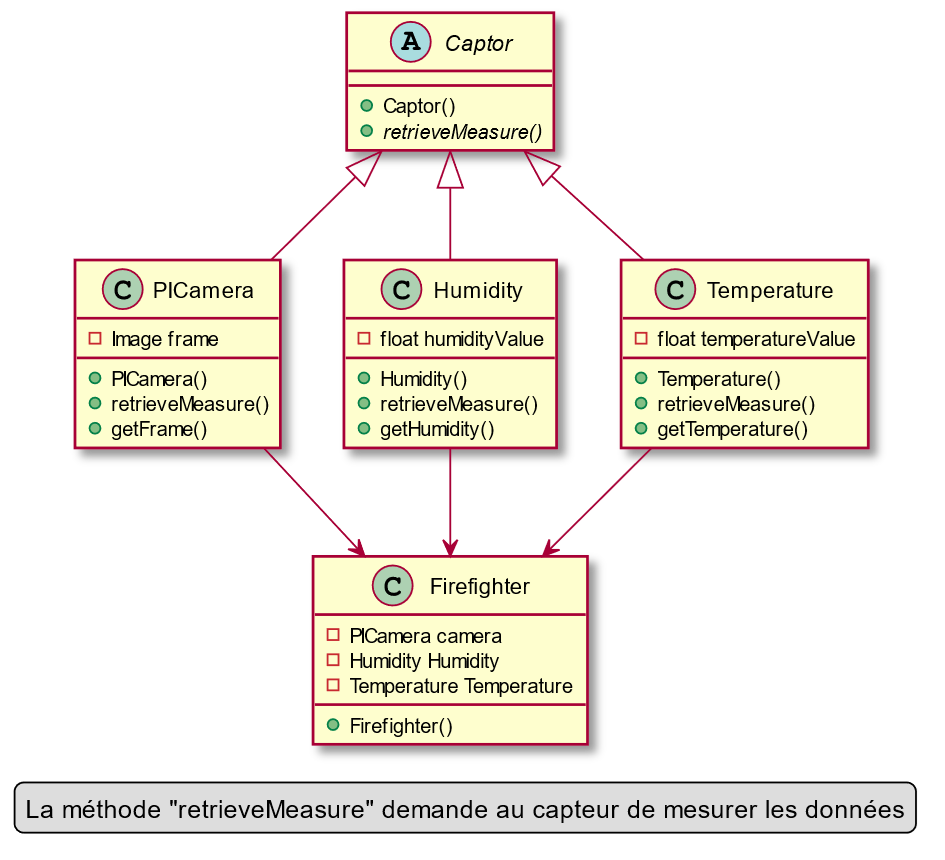 A Captor
Captor()
retrieveMeasure()
C PICamera
Image frame
PICamera()
retrieveMeasure()
getFrame()
C Humidity
float humidityValue
Humidity()
retrieveMeasure()
getHumidity()
C Temperature
float temperatureValue
Temperature()
retrieveMeasure()
getTemperature()
C Firefighter
PICamera camera
Humidity Humidity
Temperature Temperature
Firefighter()
La méthode "retrieveMeasure" demande au capteur de mesurer les données